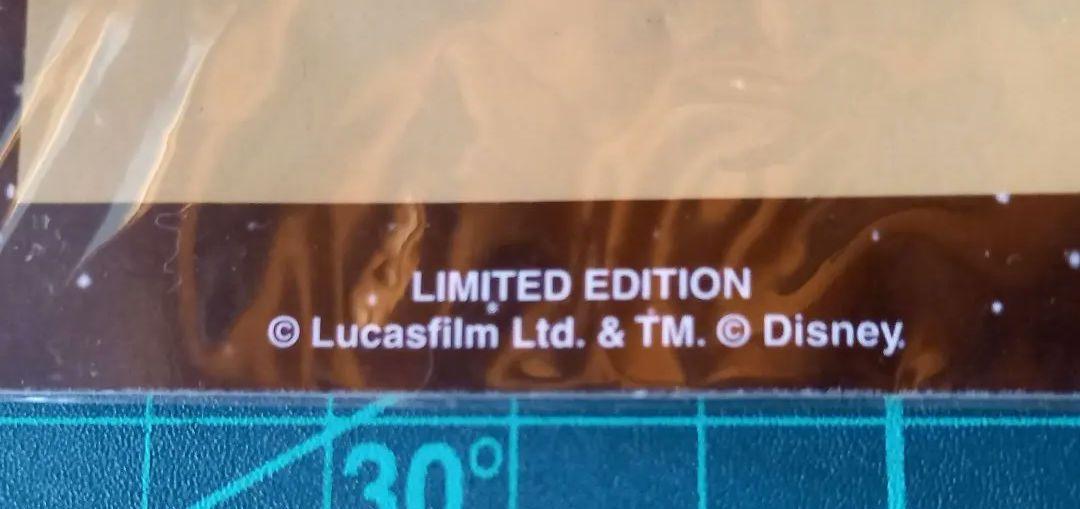 LIMITED EDITION
© Lucasfilm Ltd. & TM. © Disney.
30°